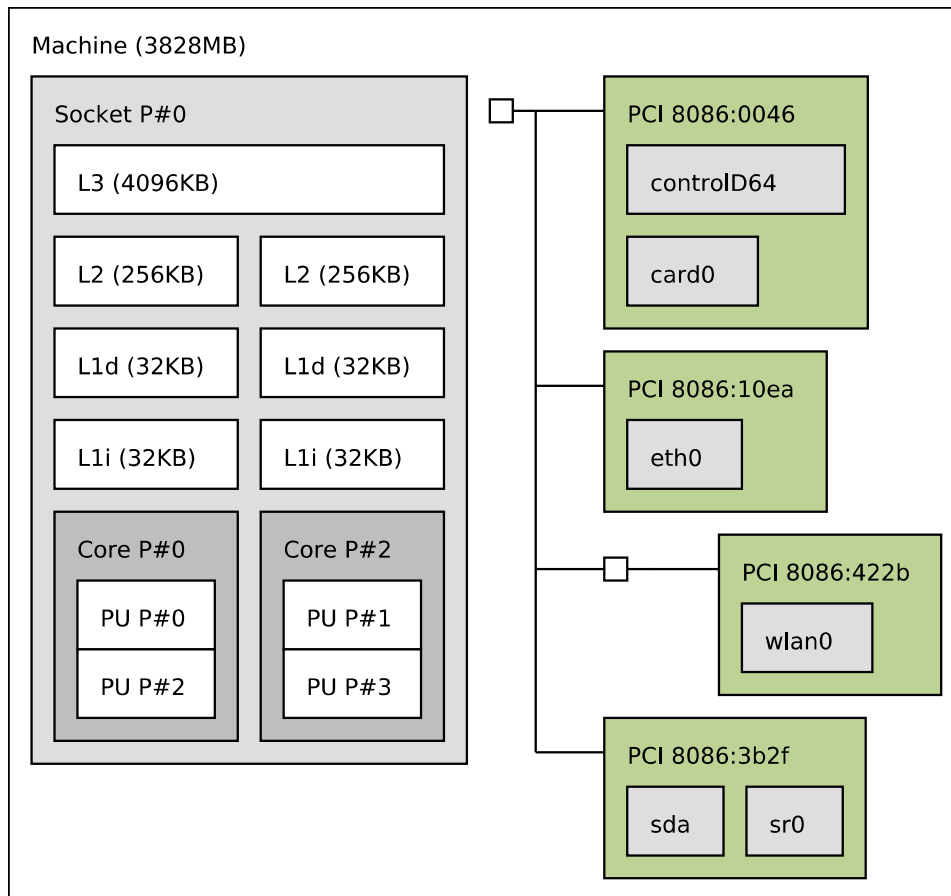 Machine (3828MB)
Socket P#0
L3 (4096KB)
L2 (256KB)
L2 (256KB)
L1d (32KB)
L1d (32KB)
L1i (32KB)
L1i (32KB)
Core P#0
PU P#0
PU P#2
Core P#2
PU P#1
PU P#3
PCI 8086:0046
controlD64
card0
PCI 8086:10ea
eth0
PCI 8086:422b
wlan0
PCI 8086:3b2f
sda
sr0